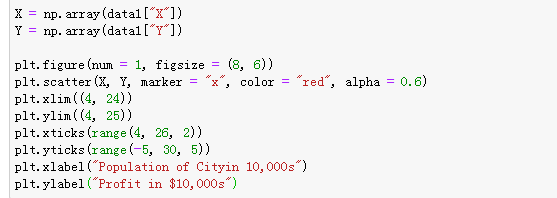 X = np.array(data1["X"])
Y = np.array(data1["Y"])
plt.figure(num = 1, figsize = (8, 6))
plt.scatter(X, Y, marker = "x", color = "red", alpha = 0.6)
plt.xlim((4, 24))
plt.ylim((4, 25))
plt.xticks(range(4, 26, 2))
plt.yticks(range(-5, 30, 5))
plt.xlabel("Population of Cityin 10,000s")
plt.ylabel("Profit in $10,000s")